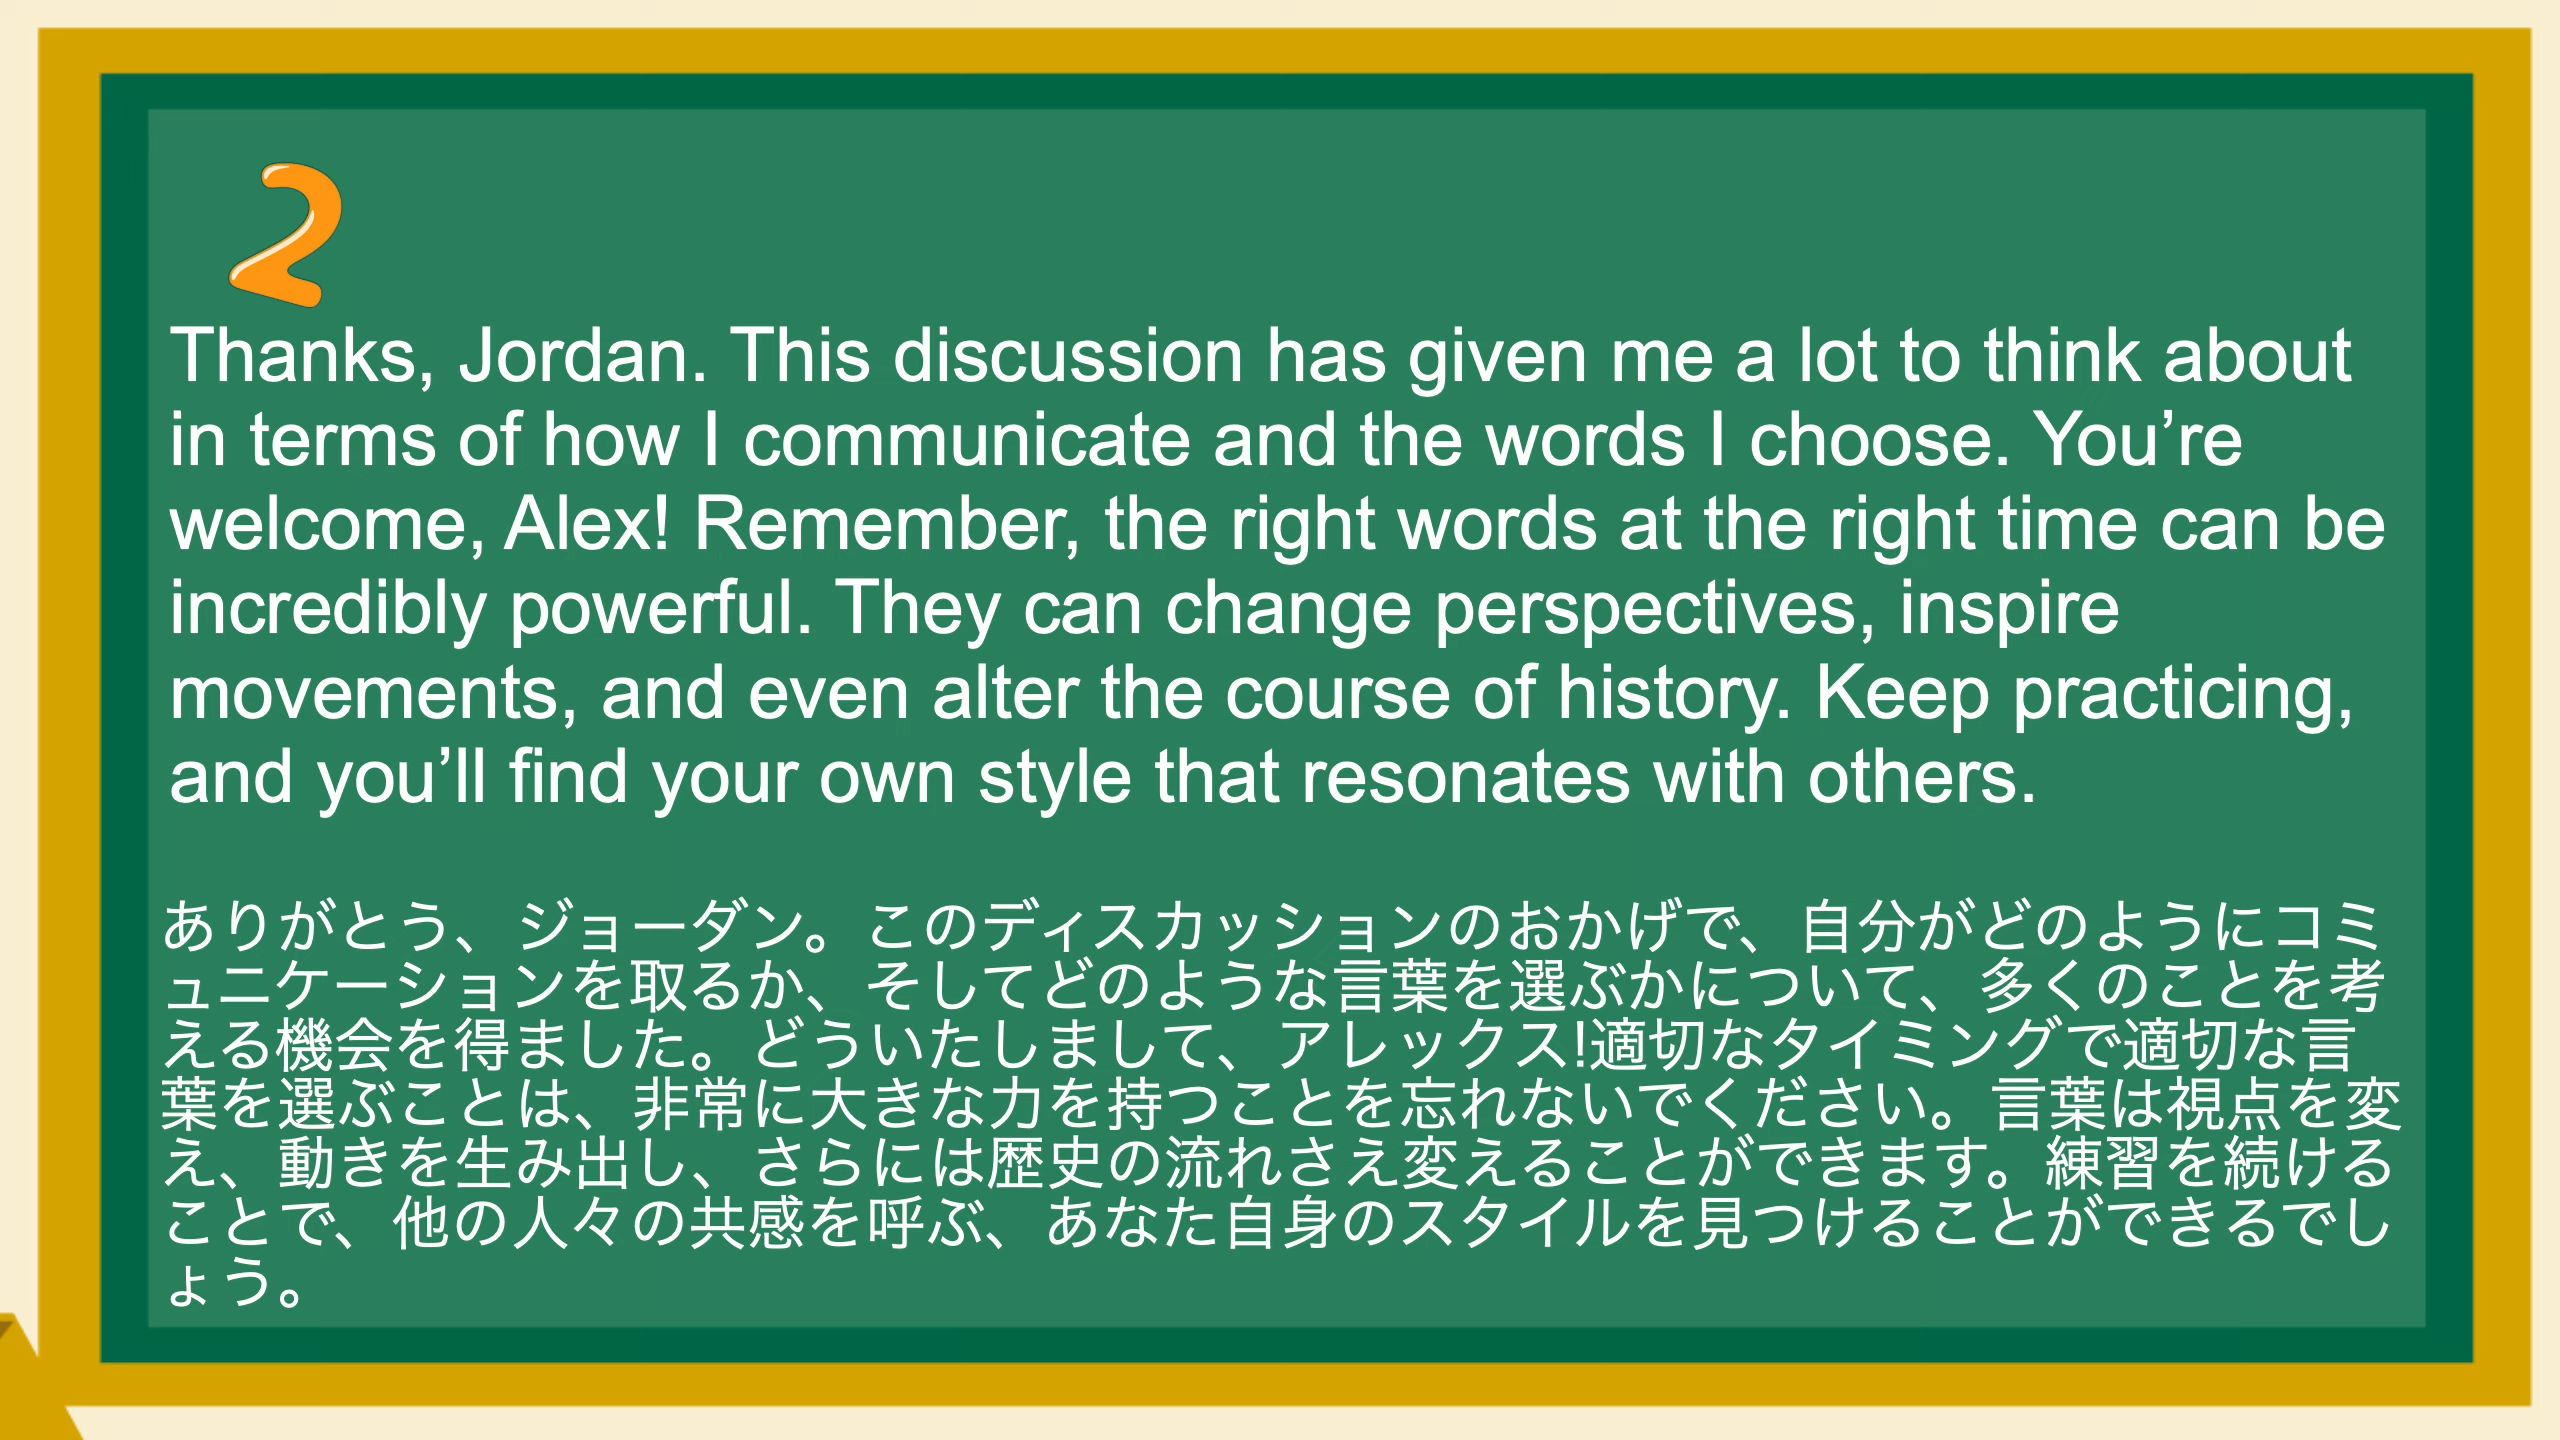 2
Thanks, Jordan. This discussion has given me a lot to think about
in terms of how I communicate and the words I choose. You’re
welcome, Alex! Remember, the right words at the right time can be
incredibly powerful. They can change perspectives, inspire
movements, and even alter the course of history. Keep practicing,
and you’ll find your own style that resonates with others.
ありがとう、ジョーダン。このディスカッションのおかげで、自分がどのようにコミ
ュニケーションを取るか、そしてどのような言葉を選ぶかについて、多くのことを考
える機会を得ました。どういたしまして、アレックス!適切なタイミングで適切な言
葉を選ぶことは、非常に大きな力を持つことを忘れないでください。言葉は視点を変
え、動きを生み出し、さらには歴史の流れさえ変えることができます。練習を続ける
ことで、他の人々の共感を呼ぶ、あなた自身のスタイルを見つけることができるでし
ょう。